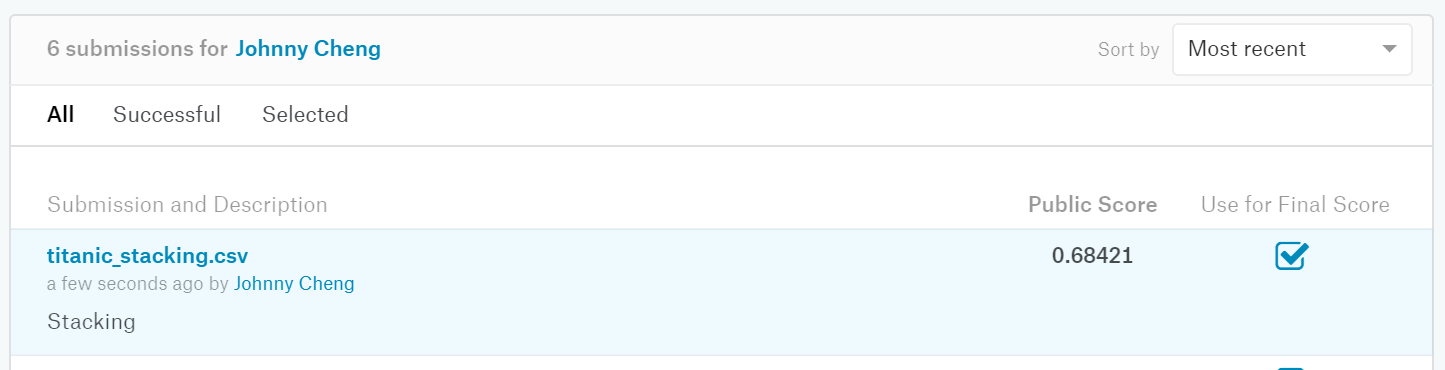 6 submissions for Johnny Cheng
Sort by Most recent
All Successful Selected
Submission and Description Public Score Use for Final Score
titanic_stacking.csv 0.68421
a few seconds ago by Johnny Cheng
Stacking